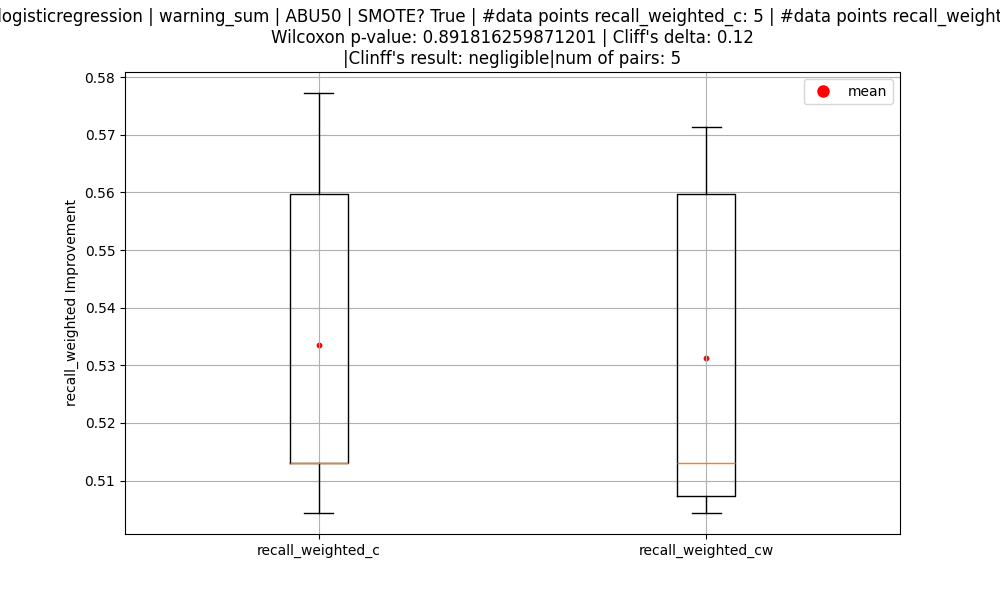 logisticregression | warning_sum | ABU50 | SMOTE? True | #data points recall_weighted_c: 5 | #data points
Wilcoxon p-value: 0.891816259871201 | Cliff's delta: 0.12
|Clinff's result: negligible|num of pairs: 5
mean
0.58
0.57
0.56
0.55
0.54
0.53
0.52
0.51
recall_weighted Improvement
recall_weighted_c
recall_weighted_cw